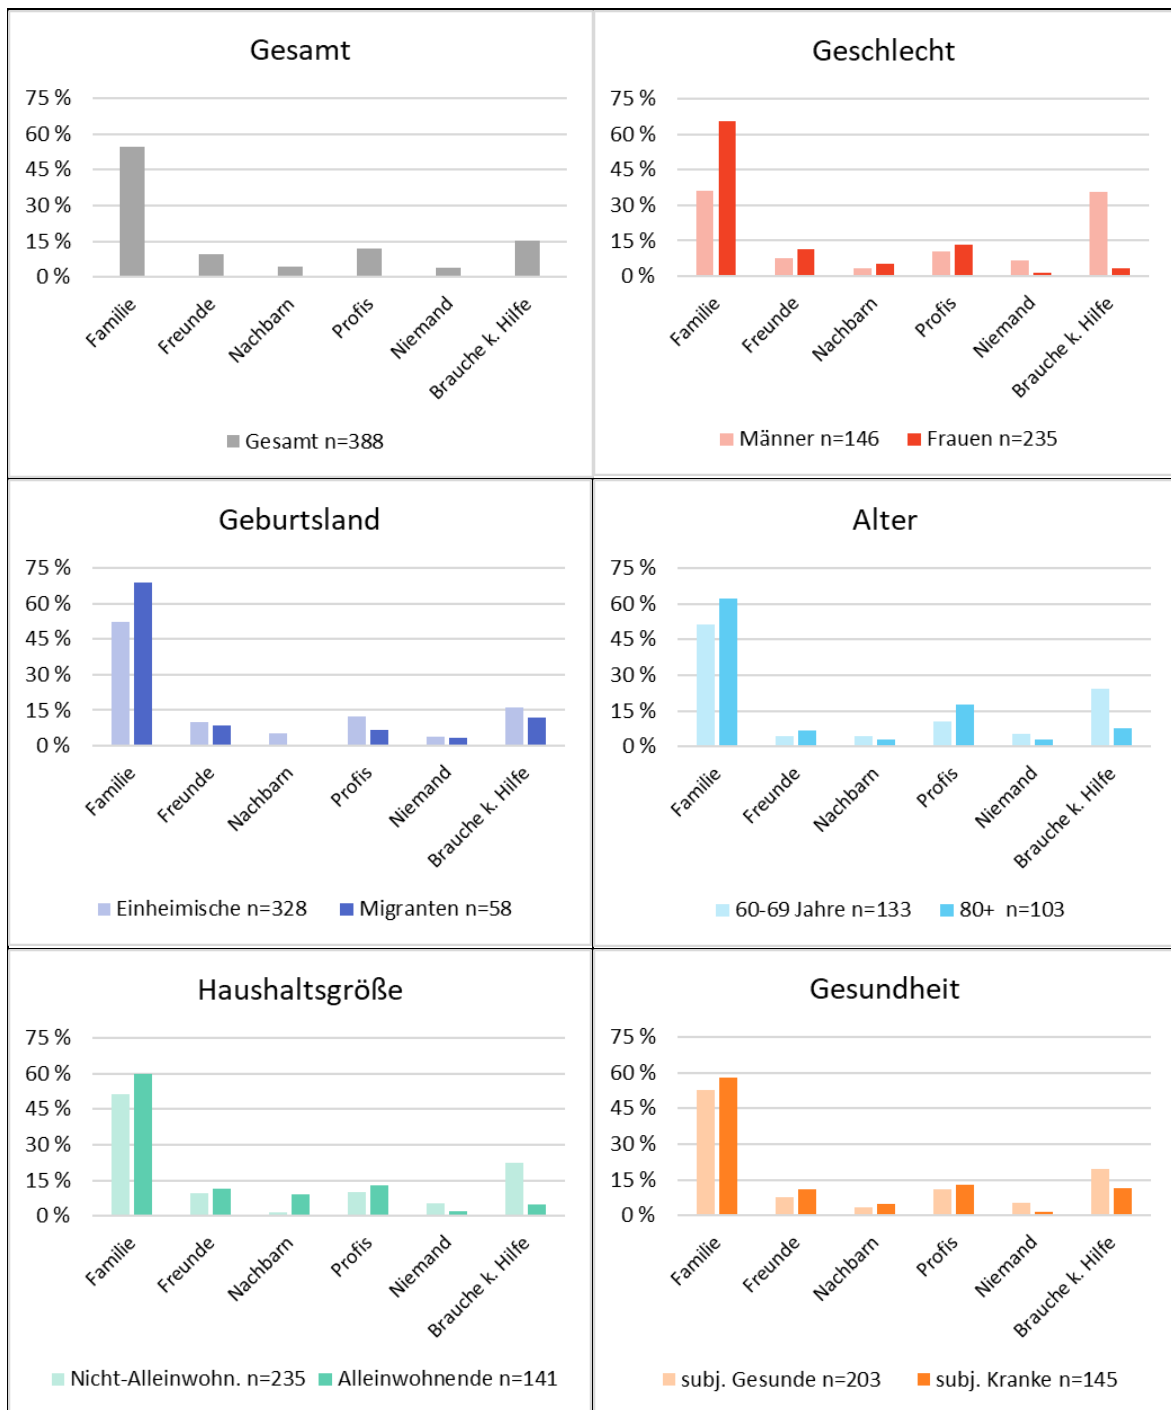 Gesamt
75 %
60 %
45 %
30 %
15 %
0 %
Familie
Freunde
Nachbarn
Profis
Niemand
Brauche k. Hilfe
Gesamt n=388
Geschlecht
75 %
60 %
45 %
30 %
15 %
0 %
Familie
Freunde
Nachbarn
Profis
Niemand
Brauche k. Hilfe
Männer n=146 Frauen n=235
Geburtsland
75 %
60 %
45 %
30 %
15 %
0 %
Familie
Freunde
Nachbarn
Profis
Niemand
Brauche k. Hilfe
Einheimische n=328 Migranten n=58
Alter
75 %
60 %
45 %
30 %
15 %
0 %
Familie
Freunde
Nachbarn
Profis
Niemand
Brauche k. Hilfe
60-69 Jahre n=133 80+ n=103
Haushaltsgröße
75 %
60 %
45 %
30 %
15 %
0 %
Familie
Freunde
Nachbarn
Profis
Niemand
Brauche k. Hilfe
Nicht-Alleinwohn. n=235 Alleinwohnende n=141
Gesundheit
75 %
60 %
45 %
30 %
15 %
0 %
Familie
Freunde
Nachbarn
Profis
Niemand
Brauche k. Hilfe
subj. Gesunde n=203 subj. Kranke n=145